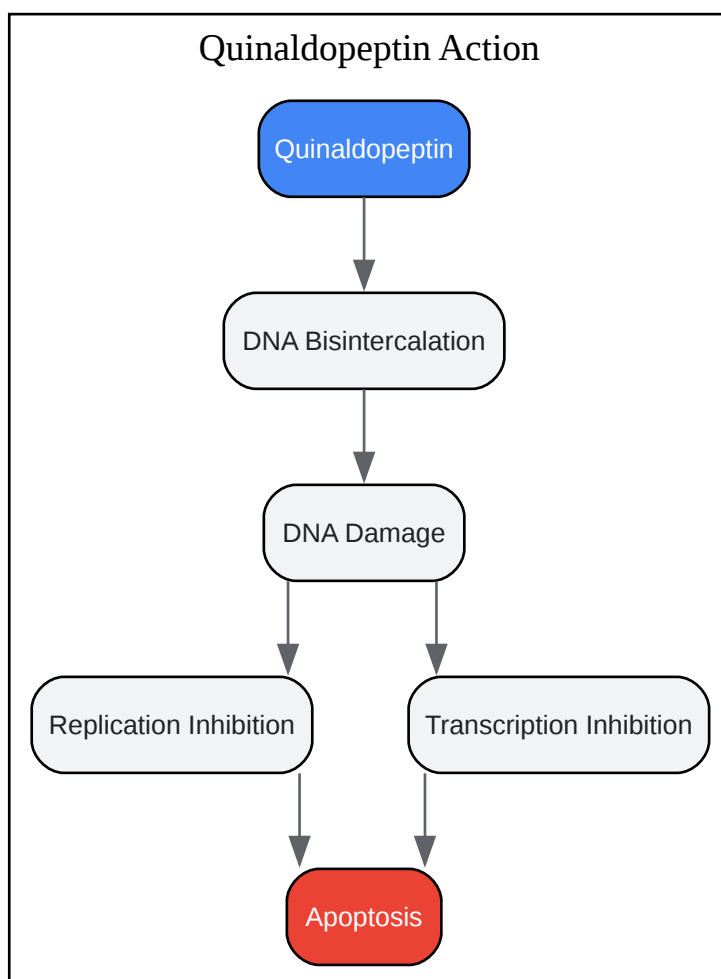 Quinaldopeptin Action
Quinaldopeptin
DNA Bisintercalation
DNA Damage
Replication Inhibition
Transcription Inhibition
Apoptosis